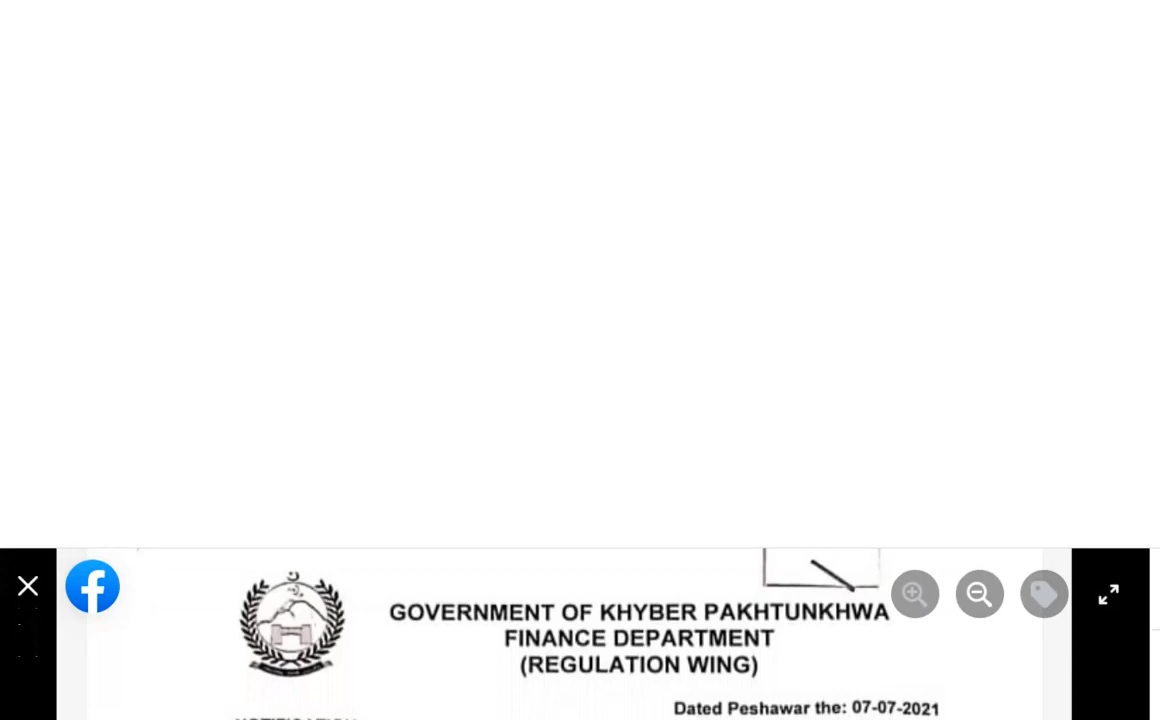 GOVERNMENT OF KHYBER PAKHTUNKHWA
FINANCE DEPARTMENT
(REGULATION WING)
Dated Peshawar the: 07-07-2021